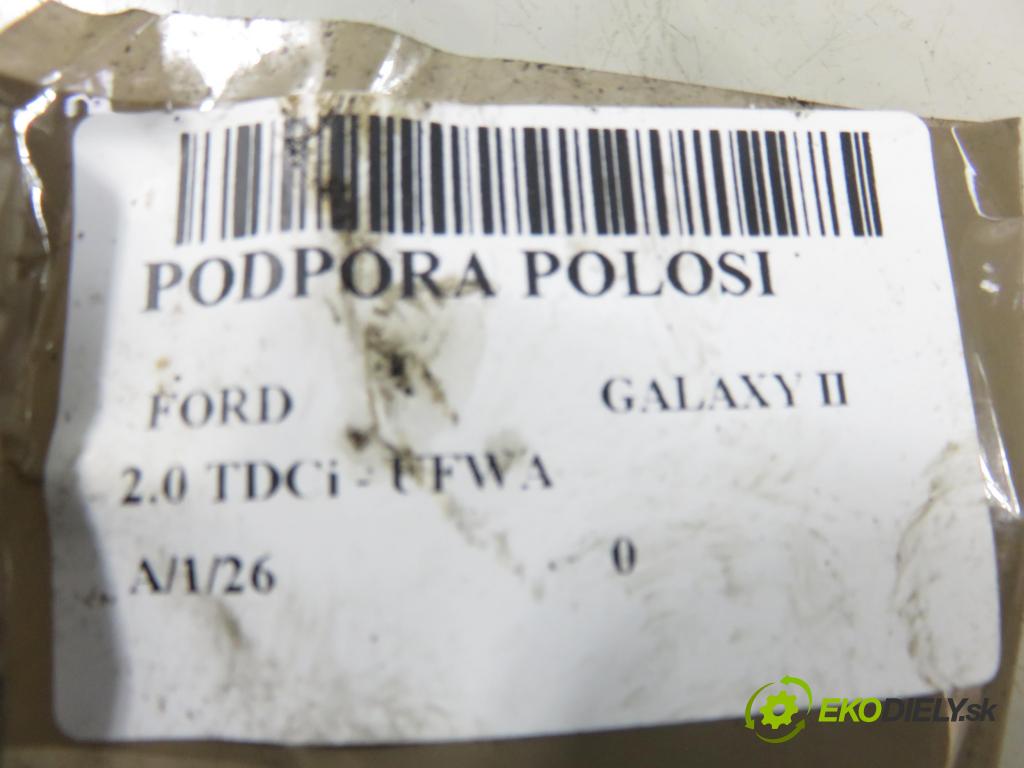 PODPORA POLOSI
FORD GALAXY II
2.0 TDCi - UFWA
A/1/26 0
EKODIELY.sk